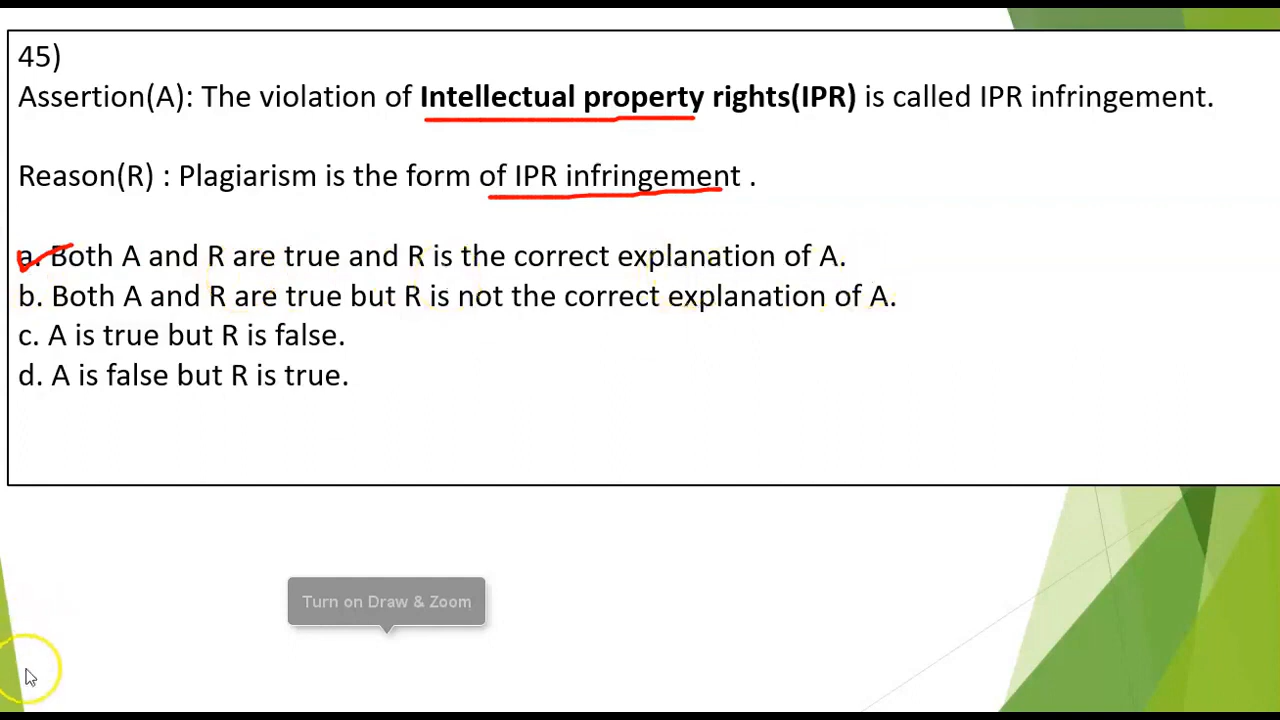 45)
Assertion(A): The violation of Intellectual property rights(IPR) is called IPR infringement.
Reason(R) : Plagiarism is the form of IPR infringement .
a. Both A and R are true and R is the correct explanation of A.
b. Both A and R are true but R is not the correct explanation of A.
c. A is true but R is false.
d. A is false but R is true.
Turn on Draw & Zoom